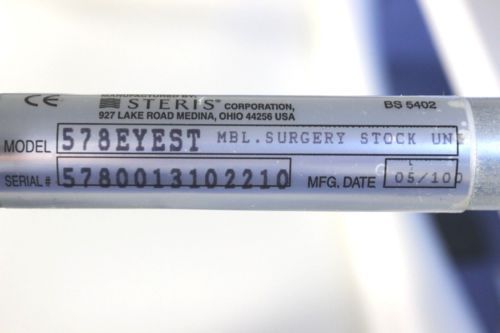 MANUFACTURED BY:
CE STERIS® CORPORATION, BS 5402
927 LAKE ROAD MEDINA, OHIO 44256 USA
MODEL 578EYEST MBL.SURGERY STOCK UNI
SERIAL # 5780013102210 MFG. DATE 05/100